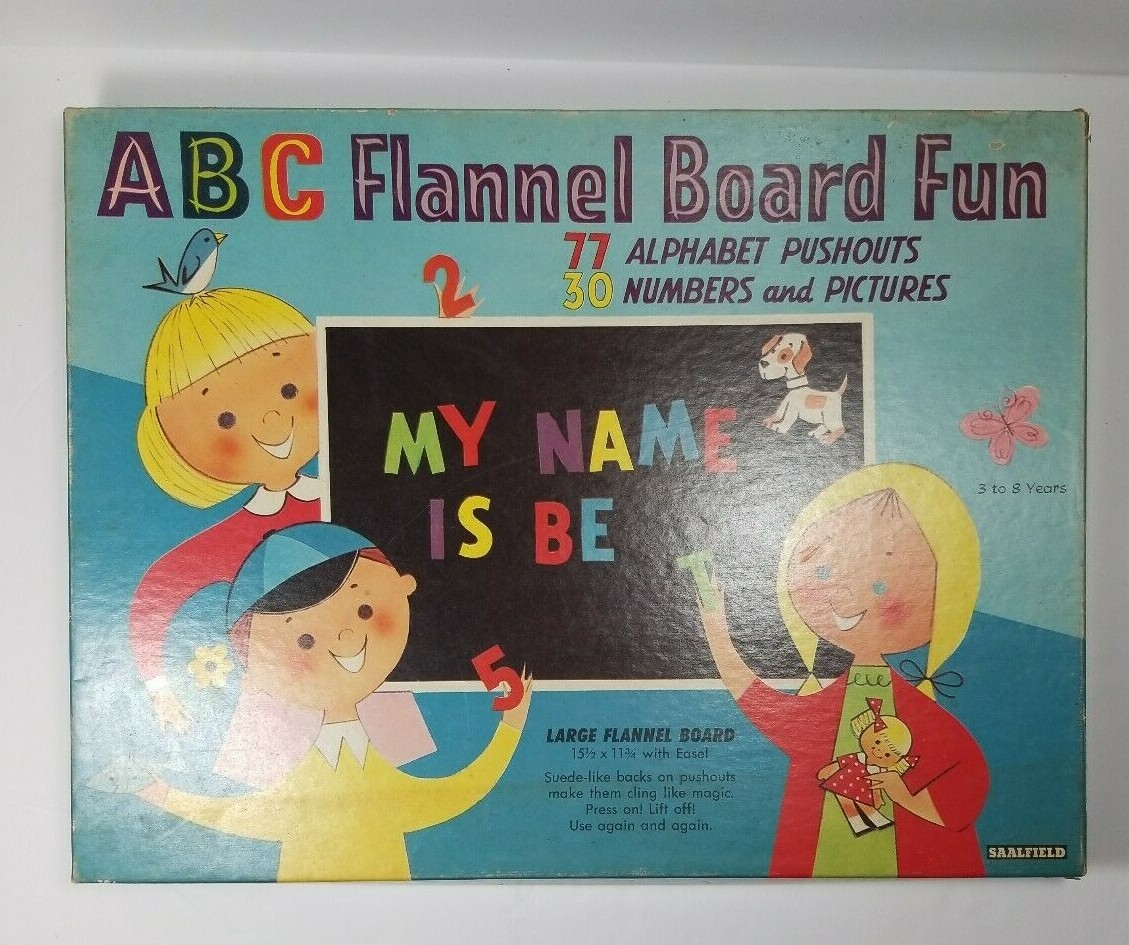 ABC Flannel Board Fun
77 ALPHABET PUSHOUTS
30 NUMBERS and PICTURES
2
MY NAME
IS BE
T
3 to 8 Years
5
LARGE FLANNEL BOARD
15½ x 11¾ with Easel
Suede-like backs on pushouts
make them cling like magic.
Press on! Lift off!
Use again and again.
SAALFIELD